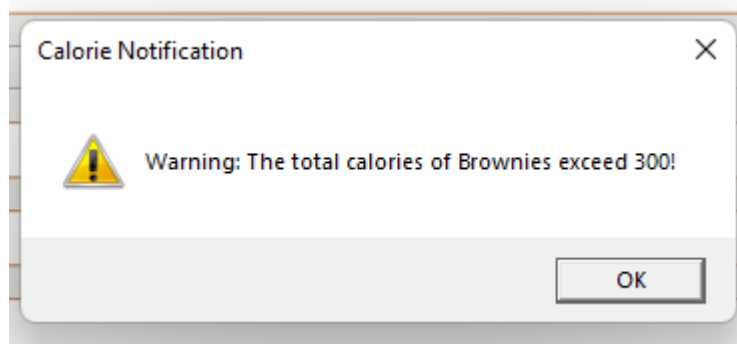 Calorie Notification
Warning: The total calories of Brownies exceed 300!
OK